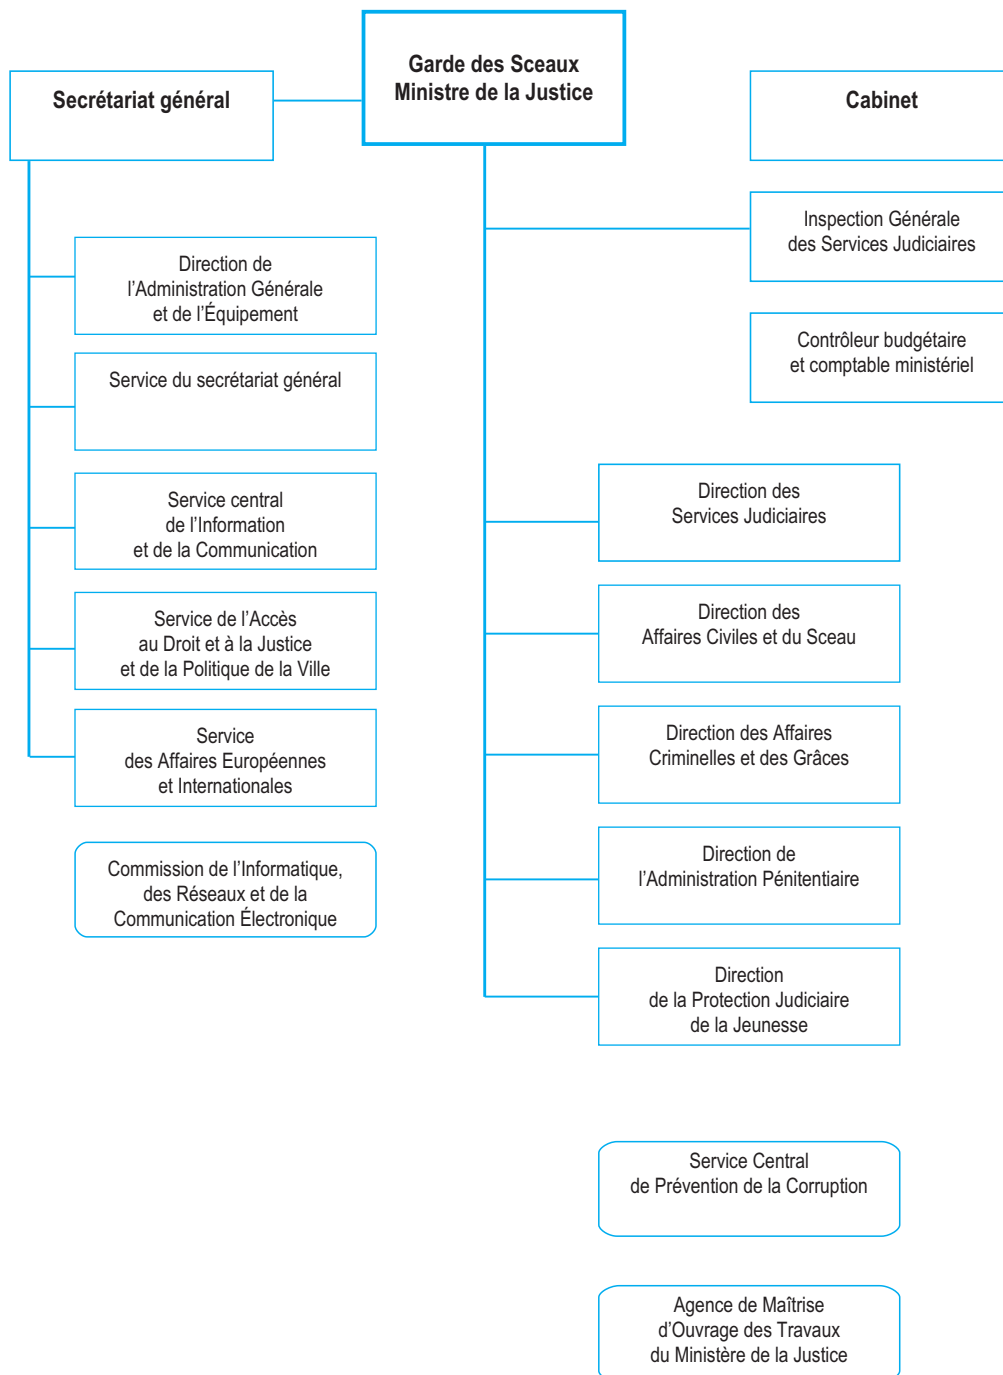 Garde des Sceaux
Ministre de la Justice
Secrétariat général
Cabinet
Inspection Générale
des Services Judiciaires
Contrôleur budgétaire
et comptable ministériel
Direction de
l’Administration Générale
et de l’Équipement
Service du secrétariat général
Service central
de l’Information
et de la Communication
Service de l’Accès
au Droit et à la Justice
et de la Politique de la Ville
Service
des Affaires Européennes
et Internationales
Commission de l’Informatique,
des Réseaux et de la
Communication Électronique
Direction des
Services Judiciaires
Direction des
Affaires Civiles et du Sceau
Direction des Affaires
Criminelles et des Grâces
Direction de
l’Administration Pénitentiaire
Direction
de la Protection Judiciaire
de la Jeunesse
Service Central
de Prévention de la Corruption
Agence de Maîtrise
d’Ouvrage des Travaux
du Ministère de la Justice